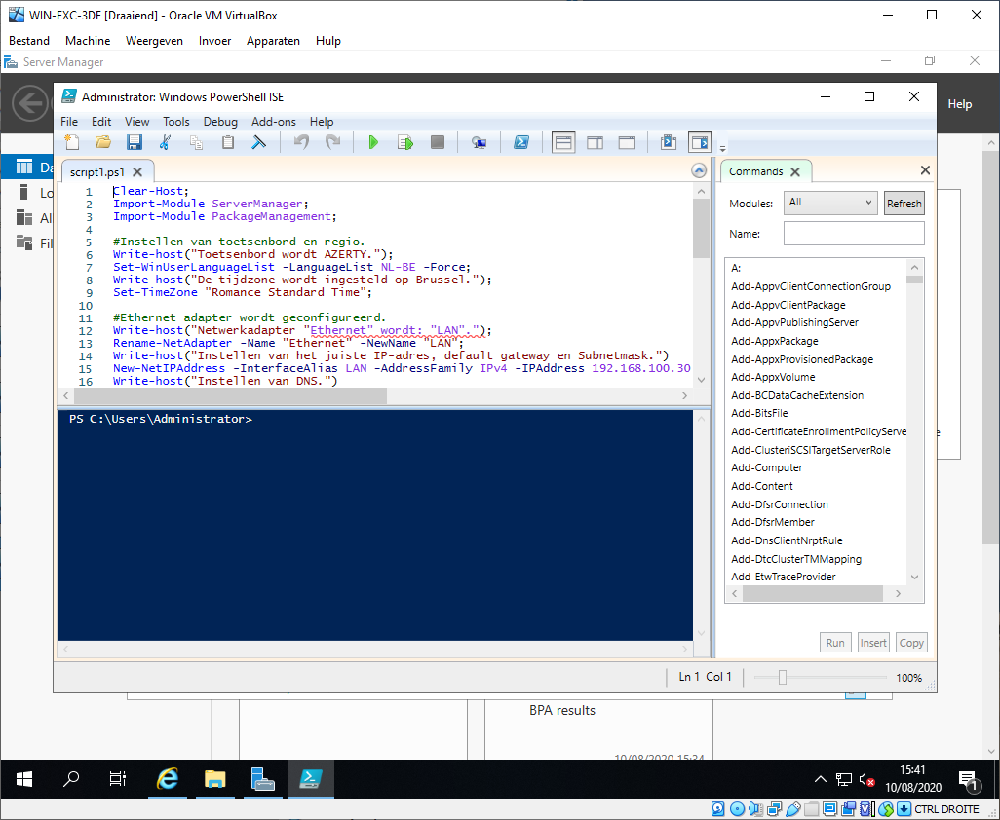 WIN-EXC-3DE [Draaiend] - Oracle VM VirtualBox
Bestand Machine Weergeven Invoer Apparaten Hulp
Server Manager
Help
Administrator: Windows PowerShell ISE
File Edit View Tools Debug Add-ons Help
script1.ps1
1 Clear-Host;
2 Import-Module ServerManager;
3 Import-Module PackageManagement;
4
5 #Instellen van toetsenbord en regio.
6 Write-host("Toetsenbord wordt AZERTY.");
7 Set-WinUserLanguageList -LanguageList NL-BE -Force;
8 Write-host("De tijdzone wordt ingesteld op Brussel.");
9 Set-TimeZone "Romance Standard Time";
10
11 #Ethernet adapter wordt geconfigureerd.
12 Write-host("Netwerkadapter "Ethernet" wordt: "LAN".");
13 Rename-NetAdapter -Name "Ethernet" -NewName "LAN";
14 Write-host("Instellen van het juiste IP-adres, default gateway en Subnetmask.")
15 New-NetIPAddress -InterfaceAlias LAN -AddressFamily IPv4 -IPAddress 192.168.100.30
16 Write-host("Instellen van DNS.")
PS C:\Users\Administrator>
Ln 1 Col 1
100%
Commands
Modules: All Refresh
Name:
A:
Add-AppvClientConnectionGroup
Add-AppvClientPackage
Add-AppvPublishingServer
Add-AppxPackage
Add-AppxProvisionedPackage
Add-AppxVolume
Add-BCDataCacheExtension
Add-BitsFile
Add-CertificateEnrollmentPolicyServe
Add-ClusteriSCSITargetServerRole
Add-Computer
Add-Content
Add-DfsrConnection
Add-DfsrMember
Add-DnsClientNrptRule
Add-DtcClusterTMMapping
Add-EtwTraceProvider
Run Insert Copy
Da
Lo
Al
Fil
e
BPA results
10/08/2020 15:34
15:41
10/08/2020
1
CTRL DROITE